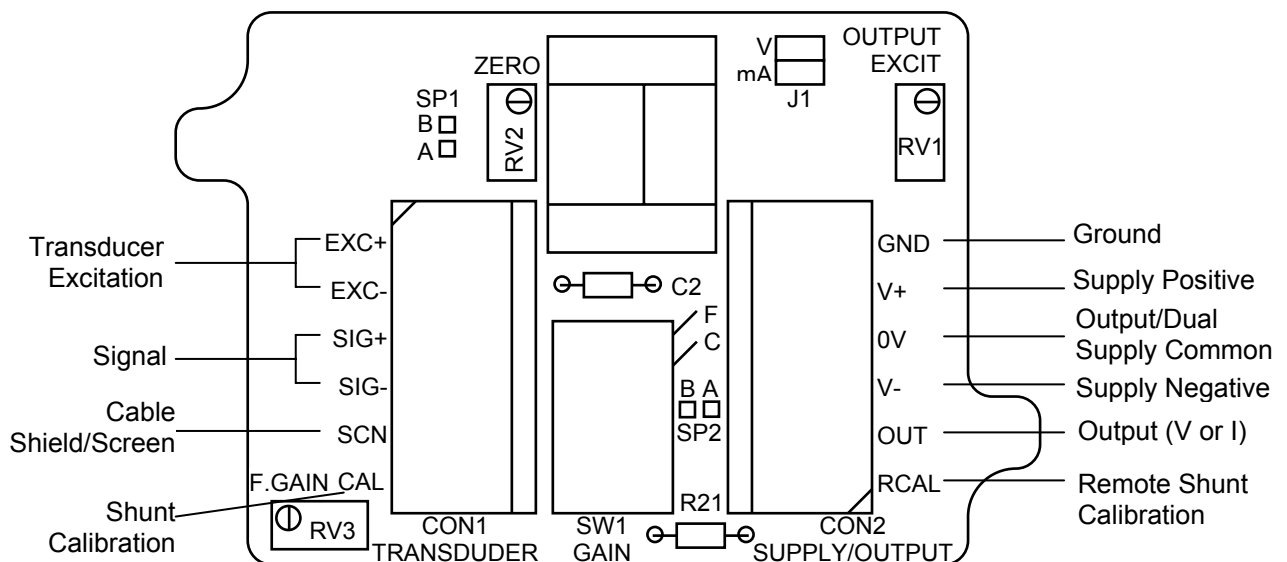 OUTPUT
EXCIT
V
mA
J1
ZERO
SP1
B
A
RV2
RV1
Transducer
Excitation
EXC+
EXC-
Signal
SIG+
SIG-
Cable
Shield/Screen
SCN
F.GAIN
CAL
Shunt
Calibration
RV3
CON1
TRANSDUDER
C2
F
C
B A
SP2
SW1
GAIN
R21
CON2
SUPPLY/OUTPUT
GND
Ground
V+
Supply Positive
0V
Output/Dual
Supply Common
V-
Supply Negative
OUT
Output (V or I)
RCAL
Remote Shunt
Calibration